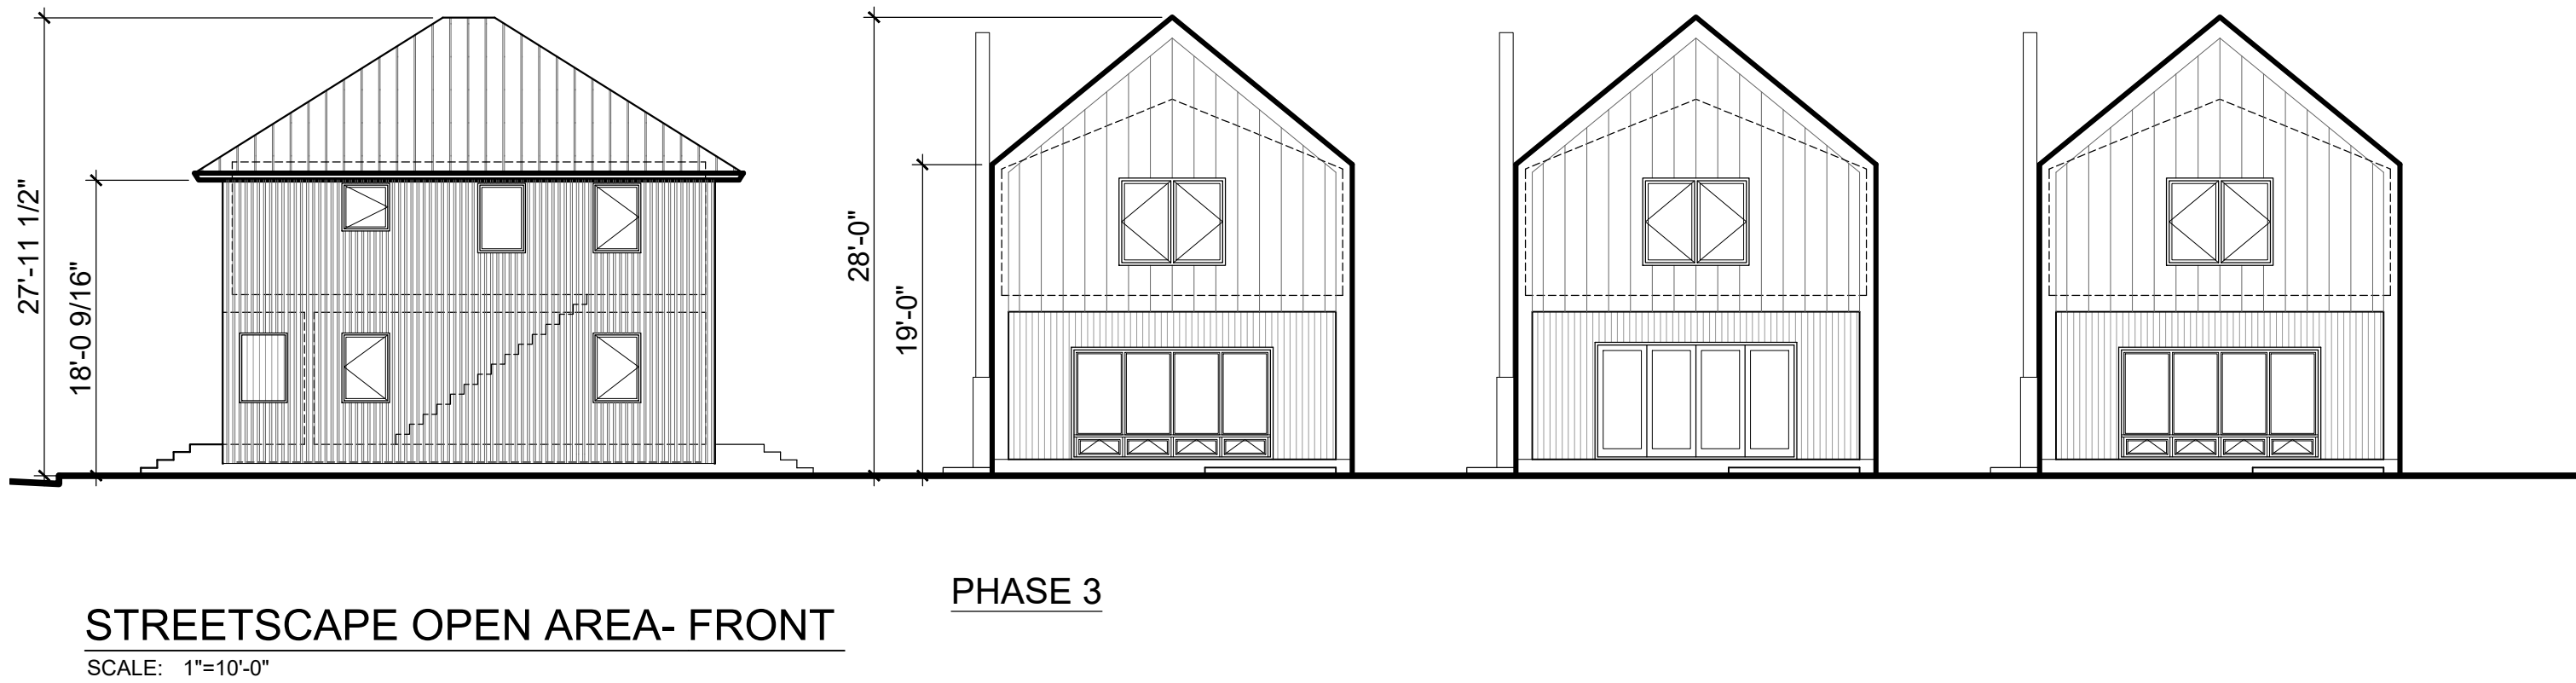 27'-11 1/2"
18'-0 9/16"
28'-0"
19'-0"
PHASE 3
STREETSCAPE OPEN AREA- FRONT
SCALE: 1"=10'-0"